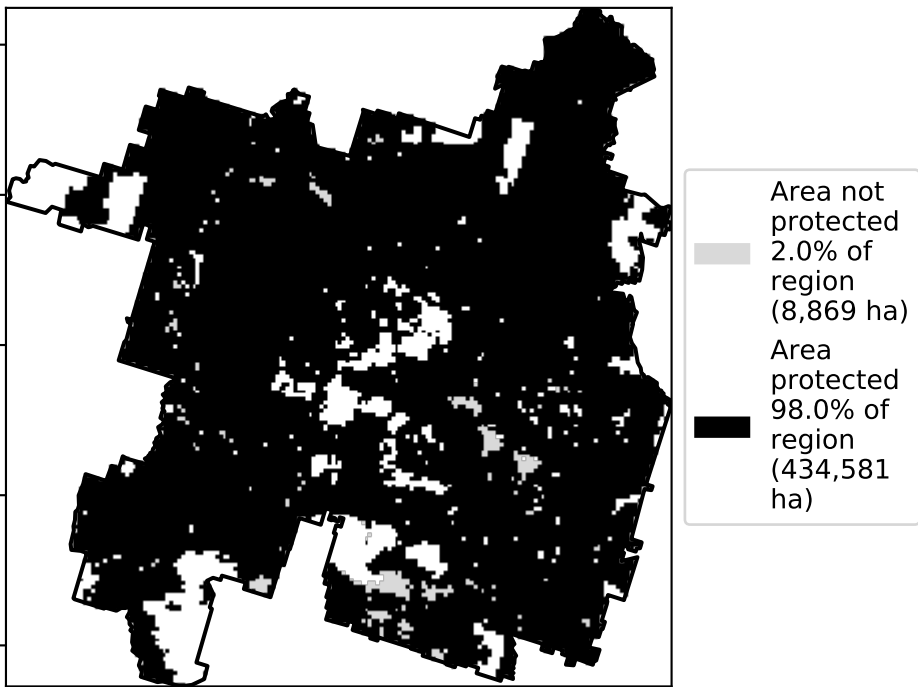 Area not
protected
2.0% of
region
(8,869 ha)
Area
protected
98.0% of
region
(434,581
ha)